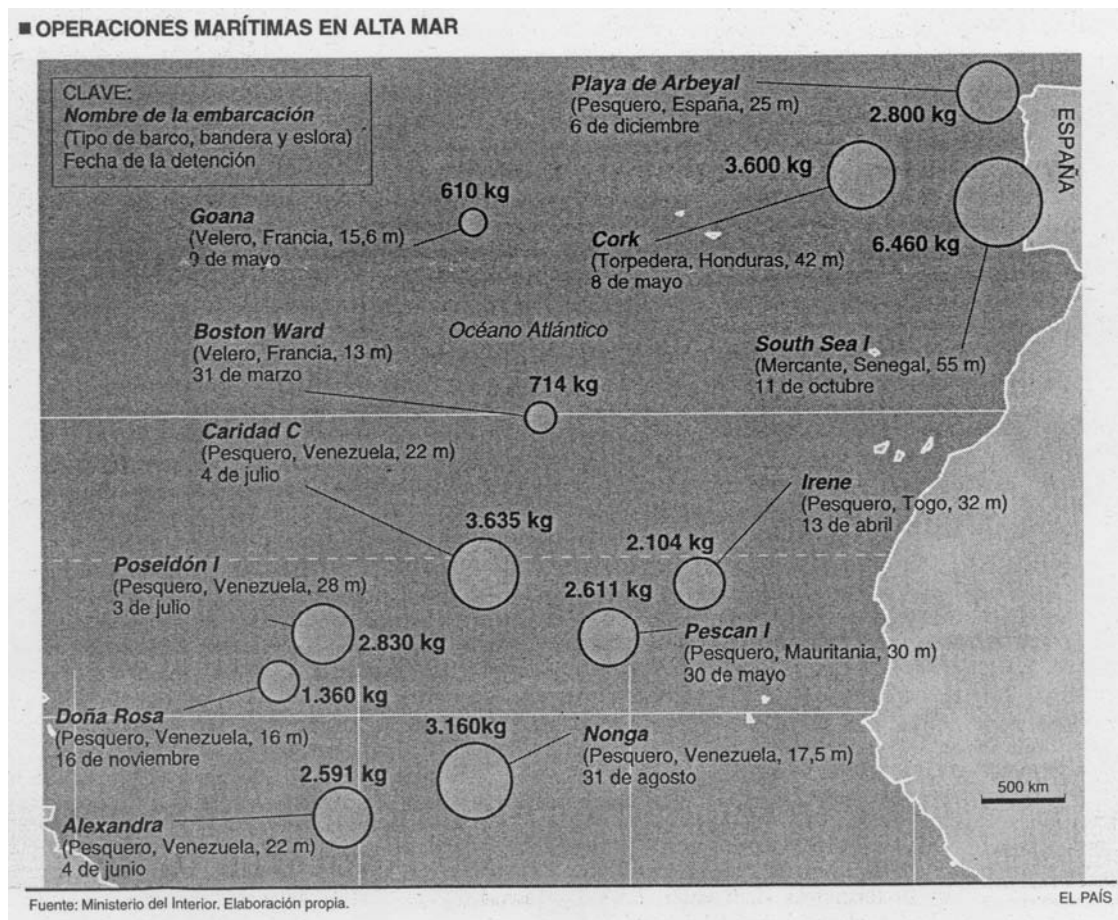 ■ OPERACIONES MARÍTIMAS EN ALTA MAR
CLAVE:
Nombre de la embarcación
(Tipo de barco, bandera y eslora)
Fecha de la detención
Playa de Arbeyal
(Pesquero, España, 25 m)
6 de diciembre
2.800 kg
ESPAÑA
3.600 kg
610 kg
Goana
(Velero, Francia, 15,6 m)
9 de mayo
Cork
(Torpedera, Honduras, 42 m)
8 de mayo
6.460 kg
Boston Ward
(Velero, Francia, 13 m)
31 de marzo
Océano Atlántico
South Sea I
(Mercante, Senegal, 55 m)
11 de octubre
714 kg
Caridad C
(Pesquero, Venezuela, 22 m)
4 de julio
Irene
(Pesquero, Togo, 32 m)
13 de abril
3.635 kg
2.104 kg
Poseidón I
(Pesquero, Venezuela, 28 m)
3 de julio
2.611 kg
2.830 kg
Pescan I
(Pesquero, Mauritania, 30 m)
30 de mayo
1.360 kg
Doña Rosa
(Pesquero, Venezuela, 16 m)
16 de noviembre
3.160kg
Nonga
(Pesquero, Venezuela, 17,5 m)
31 de agosto
2.591 kg
500 km
Alexandra
(Pesquero, Venezuela, 22 m)
4 de junio
Fuente: Ministerio del Interior. Elaboración propia.
EL PAÍS